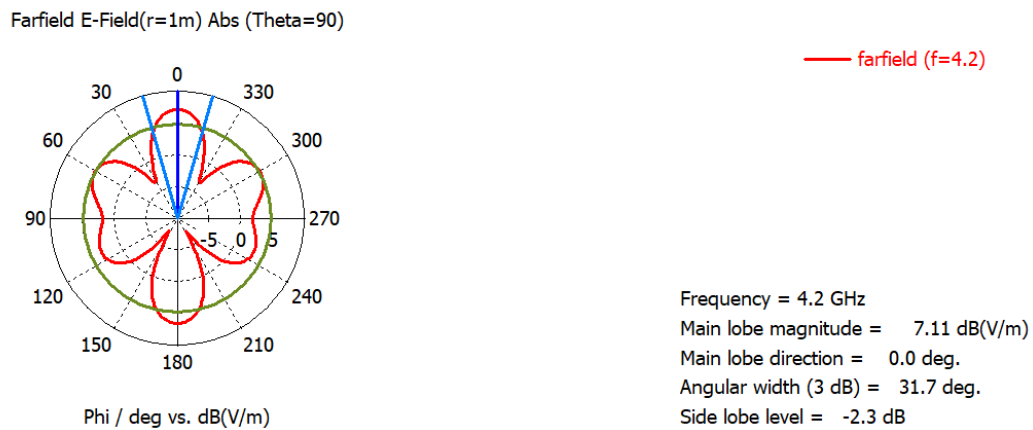 Farfield E-Field(r=1m) Abs (Theta=90)
farfield (f=4.2)
0
30
330
60
300
90
-5
0
5
270
120
240
150
210
180
Phi / deg vs. dB(V/m)
Frequency = 4.2 GHz
Main lobe magnitude = 7.11 dB(V/m)
Main lobe direction = 0.0 deg.
Angular width (3 dB) = 31.7 deg.
Side lobe level = -2.3 dB